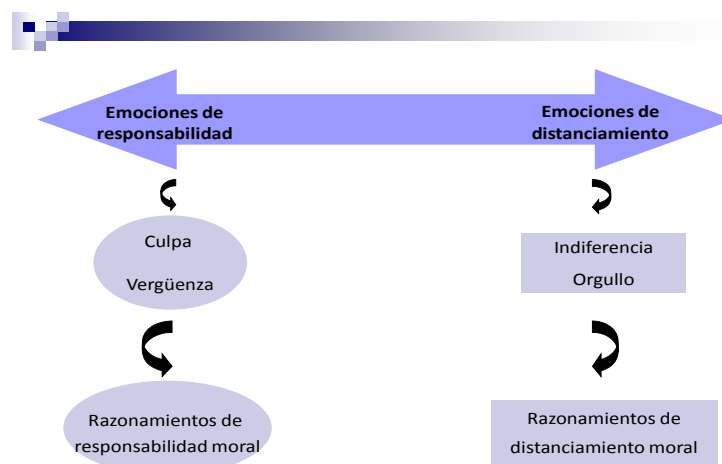 Emociones de
responsabilidad
Emociones de
distanciamiento
Culpa
Vergüenza
Indiferencia
Orgullo
Razonamientos de
responsabilidad moral
Razonamientos de
distanciamiento moral